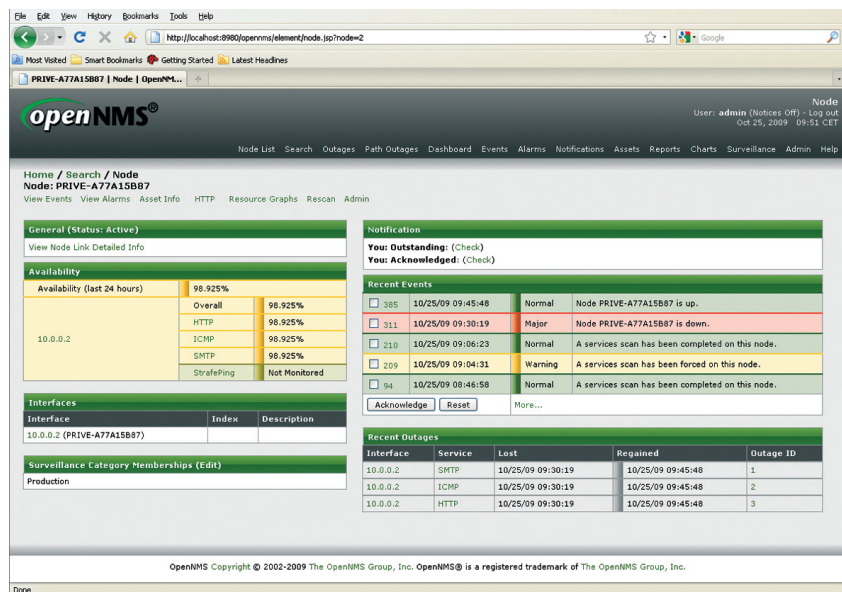 File Edit View History Bookmarks Tools Help
http://localhost:8980/opennms/element/node.jsp?node=2
Google
Most Visited Smart Bookmarks Getting Started Latest Headlines
PRIVE-A77A15B87 | Node | OpenNM...
openNMS®
Node
User: admin (Notices Off) - Log out
Oct 25, 2009 09:51 CET
Node List Search Outages Path Outages Dashboard Events Alarms Notifications Assets Reports Charts Surveillance Admin Help
Home / Search / Node
Node: PRIVE-A77A15B87
View Events View Alarms Asset Info HTTP Resource Graphs Rescan Admin
General (Status: Active)
View Node Link Detailed Info
Availability
Availability (last 24 hours) 98.925%
10.0.0.2
Overall 98.925%
HTTP 98.925%
ICMP 98.925%
SMTP 98.925%
StrafePing Not Monitored
Interfaces
Interface Index Description
10.0.0.2 (PRIVE-A77A15B87)
Surveillance Category Memberships (Edit)
Production
Notification
You: Outstanding: (Check)
You: Acknowledged: (Check)
Recent Events
385 10/25/09 09:45:48 Normal Node PRIVE-A77A15B87 is up.
311 10/25/09 09:30:19 Major Node PRIVE-A77A15B87 is down.
210 10/25/09 09:06:23 Normal A services scan has been completed on this node.
209 10/25/09 09:04:31 Warning A services scan has been forced on this node.
94 10/25/09 08:46:58 Normal A services scan has been completed on this node.
Acknowledge Reset More...
Recent Outages
Interface Service Lost Regained Outage ID
10.0.0.2 SMTP 10/25/09 09:30:19 10/25/09 09:45:48 1
10.0.0.2 ICMP 10/25/09 09:30:19 10/25/09 09:45:48 2
10.0.0.2 HTTP 10/25/09 09:30:19 10/25/09 09:45:48 3
OpenNMS Copyright © 2002-2009 The OpenNMS Group, Inc. OpenNMS® is a registered trademark of The OpenNMS Group, Inc.
Done